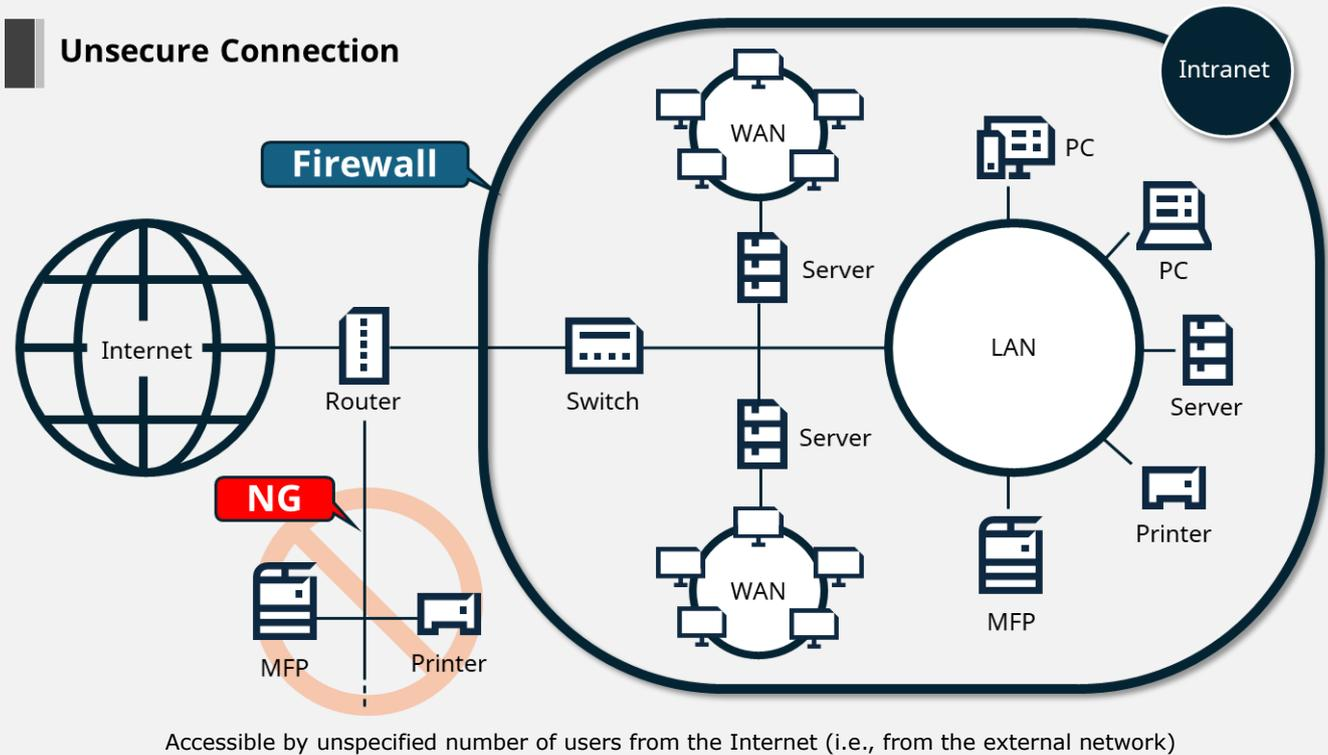 Unsecure Connection
Intranet
WAN
PC
Firewall
PC
Server
Internet
LAN
Router
Switch
Server
Server
NG
Printer
WAN
MFP
MFP
Printer
Accessible by unspecified number of users from the Internet (i.e., from the external network)